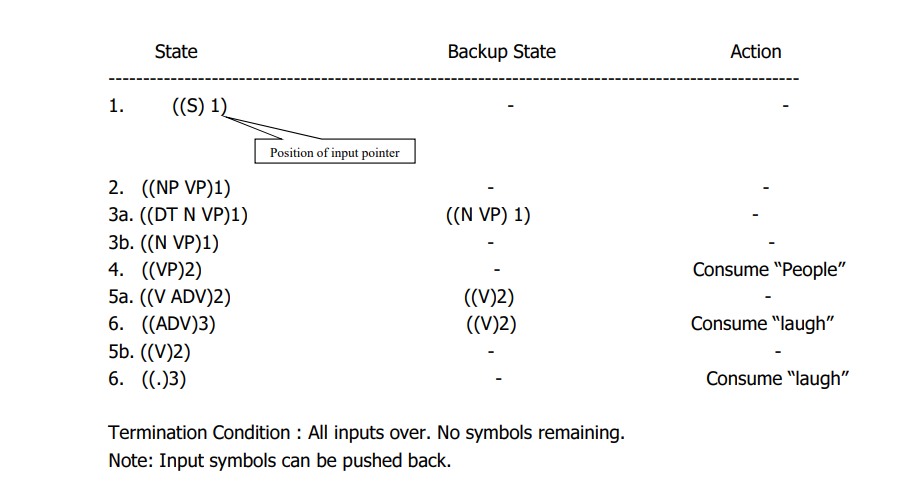 State Backup State Action
----------------------------------------------------------------------------------------------------
1. ((S) 1) - -
Position of input pointer
2. ((NP VP)1) - -
3a. ((DT N VP)1) ((N VP) 1) -
3b. ((N VP)1) - -
4. ((VP)2) - Consume “People”
5a. ((V ADV)2) ((V)2) -
6. ((ADV)3) ((V)2) Consume “laugh”
5b. ((V)2) - -
6. ((.)3) - Consume “laugh”
Termination Condition : All inputs over. No symbols remaining.
Note: Input symbols can be pushed back.